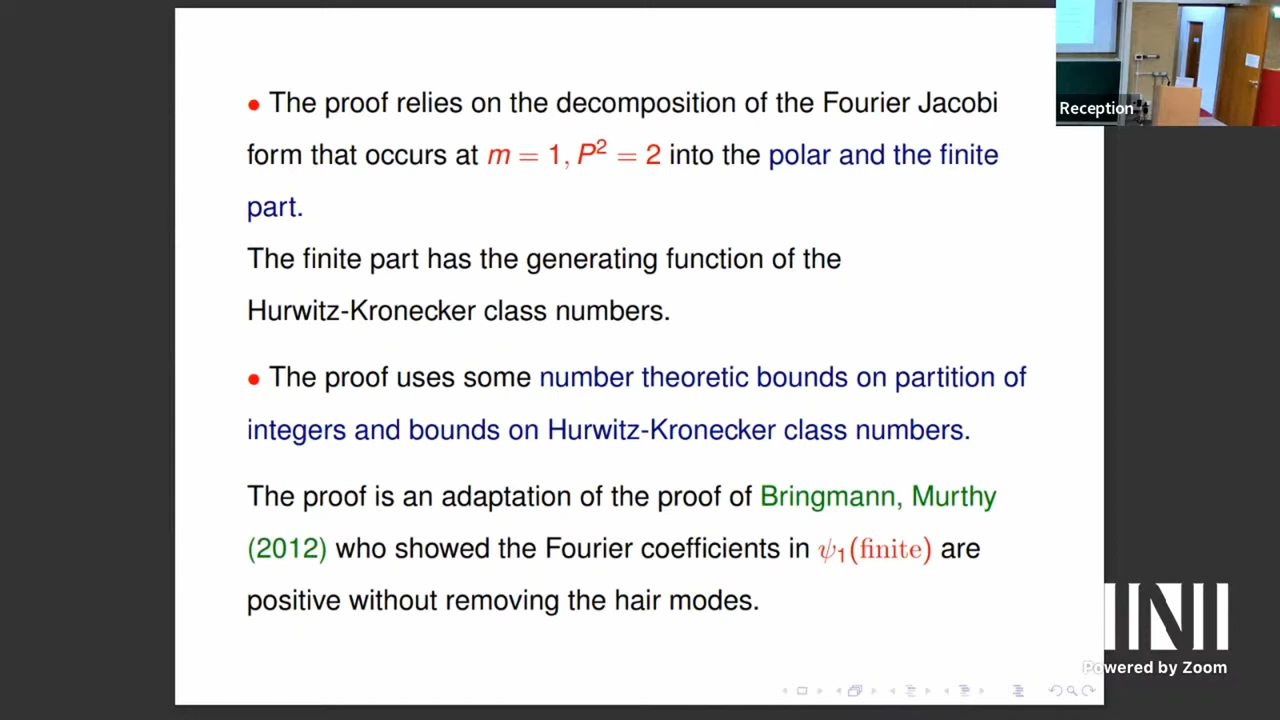 • The proof relies on the decomposition of the Fourier Jacobi
form that occurs at m = 1, P² = 2 into the polar and the finite
part.
The finite part has the generating function of the
Hurwitz-Kronecker class numbers.
• The proof uses some number theoretic bounds on partition of
integers and bounds on Hurwitz-Kronecker class numbers.
The proof is an adaptation of the proof of Bringmann, Murthy
(2012) who showed the Fourier coefficients in ψ₁(finite) are
positive without removing the hair modes.
Reception
INI
Powered by Zoom